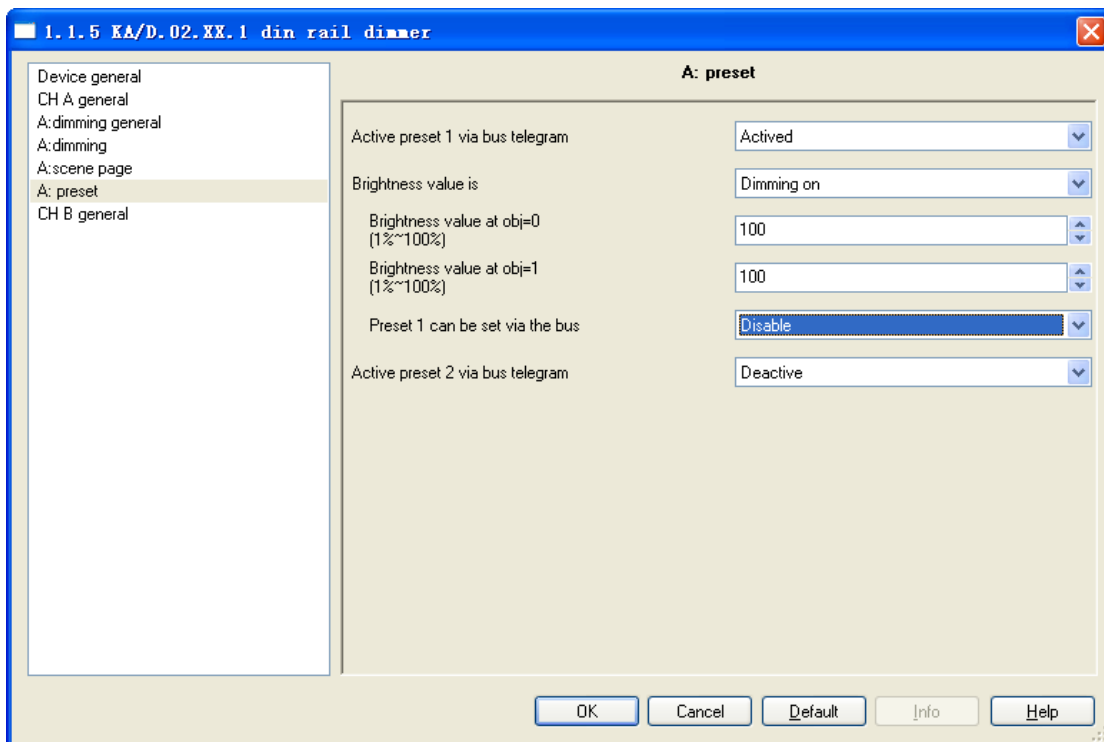 1.1.5 KA/D.02.XX.1 din rail dimmer
Device general
CH A general
A:dimming general
A:dimming
A:scene page
A: preset
CH B general
A: preset
Active preset 1 via bus telegram
Actived
Brightness value is
Dimming on
Brightness value at obj=0
(1%~100%)
100
Brightness value at obj=1
(1%~100%)
100
Preset 1 can be set via the bus
Disable
Active preset 2 via bus telegram
Deactive
OK
Cancel
Default
Info
Help